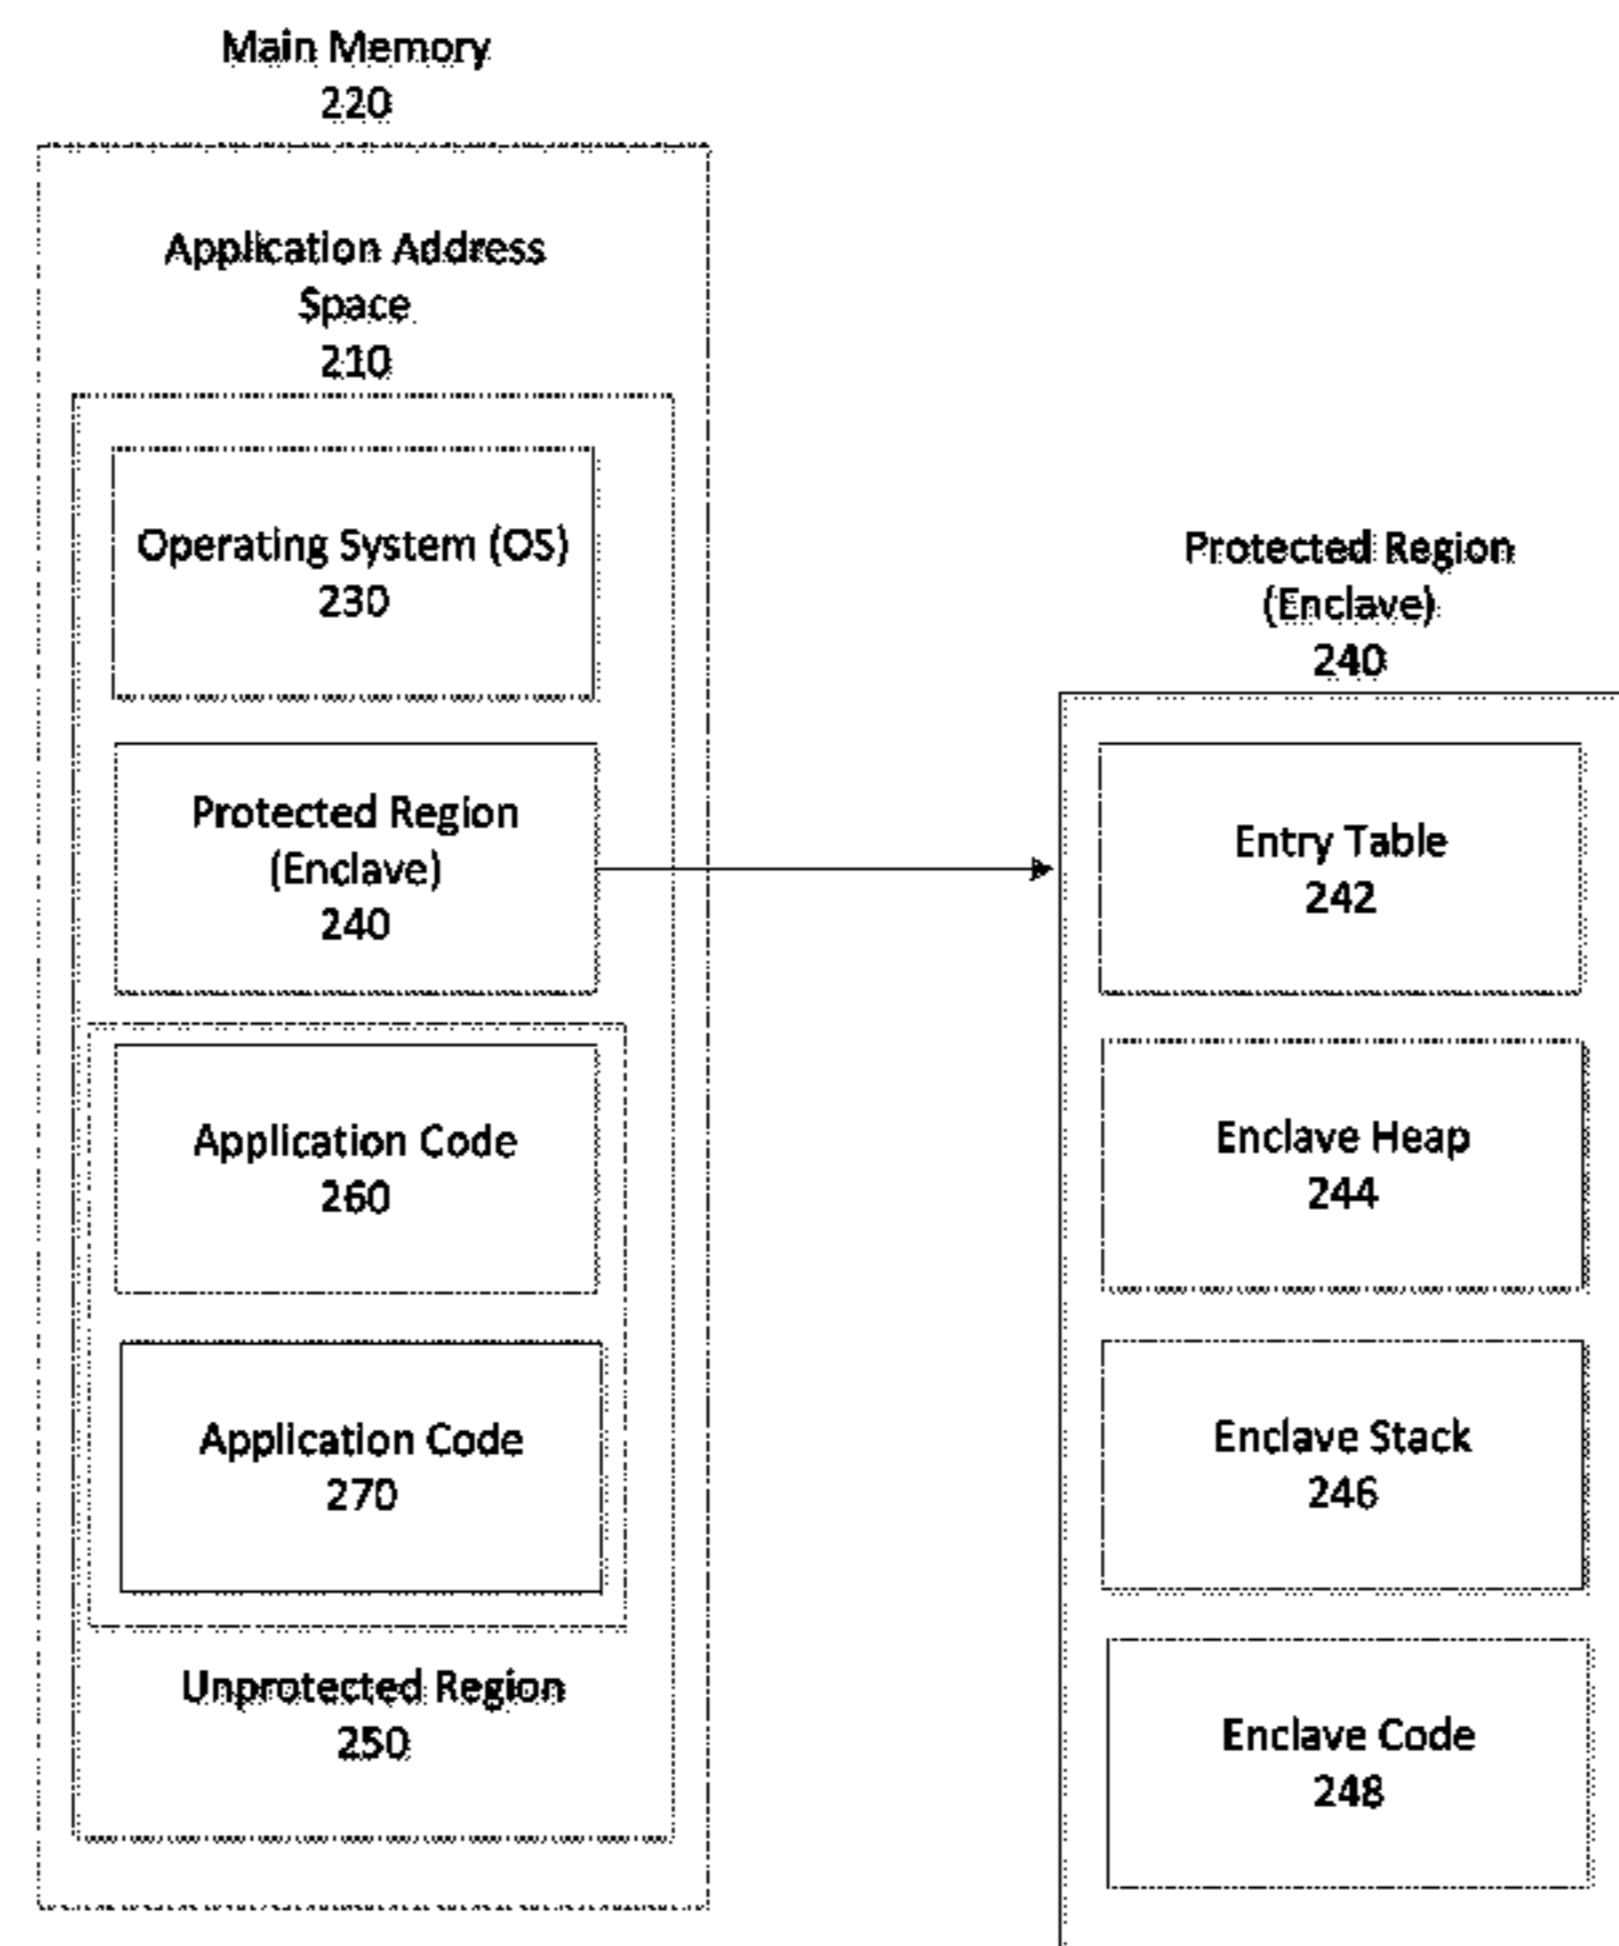 Main Memory
220
Application Address
Space
210
Operating System (OS)
230
Protected Region
(Enclave)
240
Application Code
260
Application Code
270
Unprotected Region
250
Protected Region
(Enclave)
240
Entry Table
242
Enclave Heap
244
Enclave Stack
246
Enclave Code
248